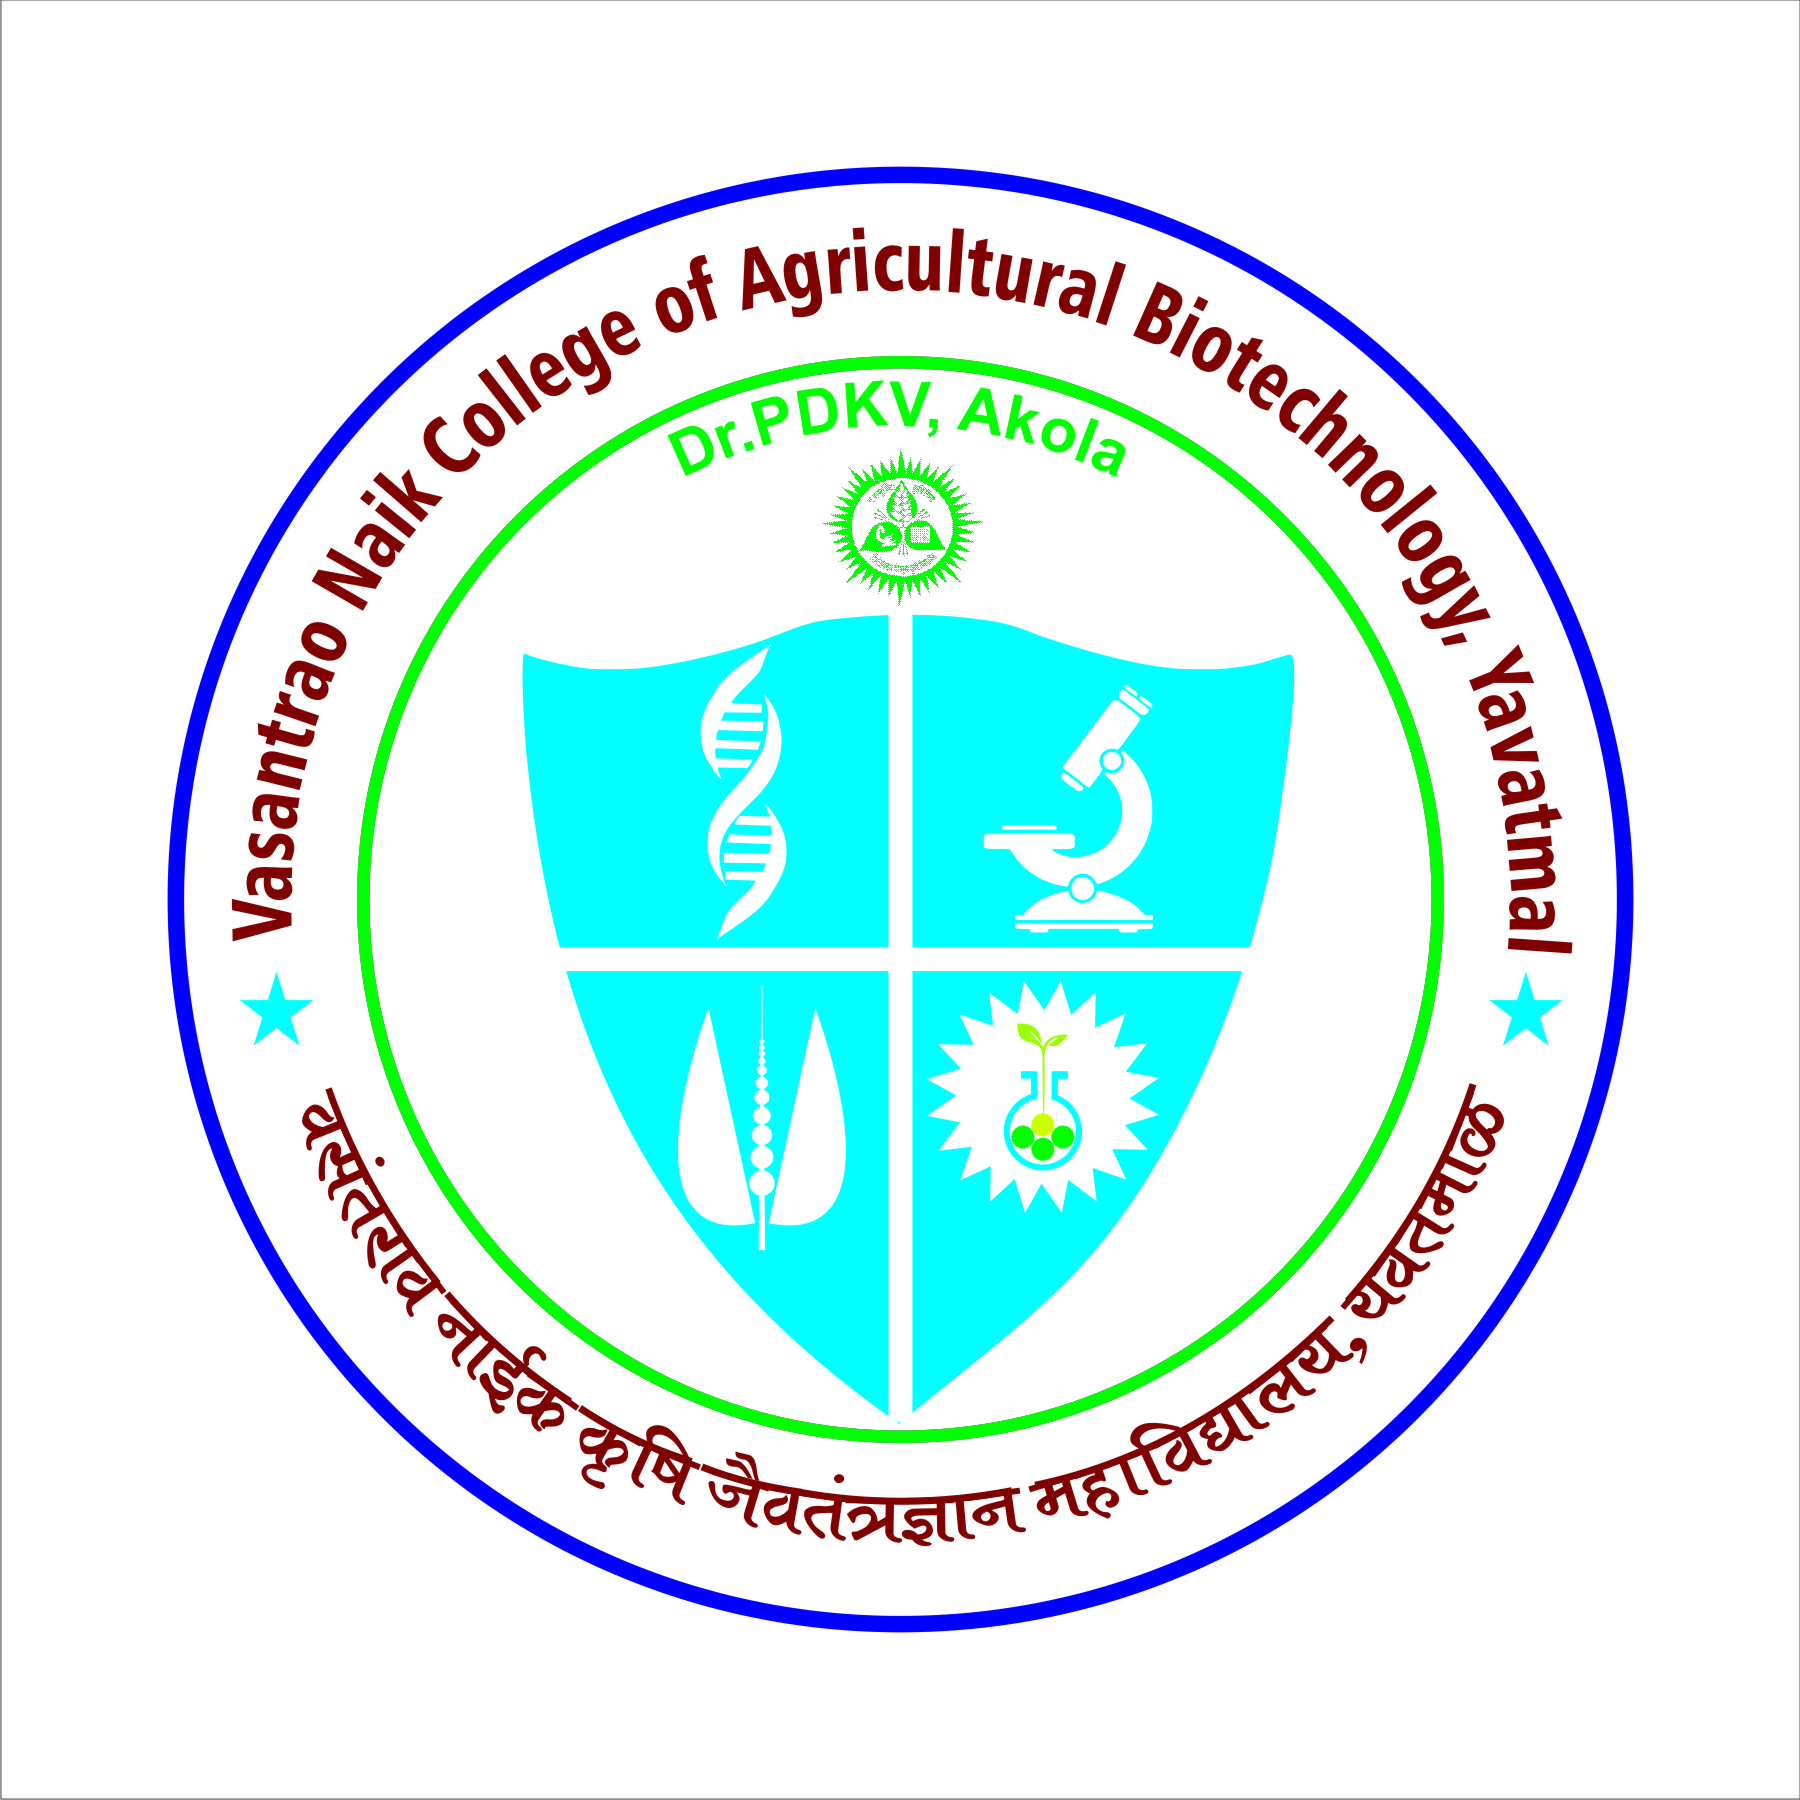 Vasantrao Naik College of Agricultural Biotechnology, Yavatmal
Dr.PDKV, Akola
वसंतराव नाईक कृषि जैवतंत्रज्ञान महाविद्यालय, यवतमाळ